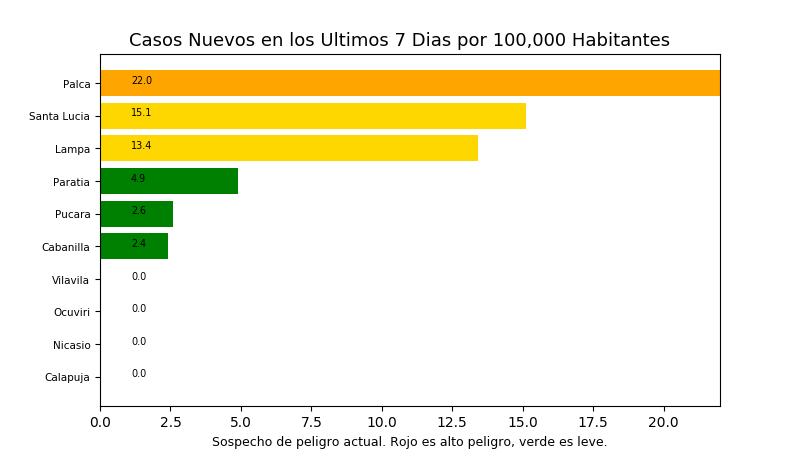 Casos Nuevos en los Ultimos 7 Dias por 100,000 Habitantes
Palca 22.0
Santa Lucia 15.1
Lampa 13.4
Paratia 4.9
Pucara 2.6
Cabanilla 2.4
Vilavila 0.0
Ocuviri 0.0
Nicasio 0.0
Calapuja 0.0
0.0 2.5 5.0 7.5 10.0 12.5 15.0 17.5 20.0
Sospecho de peligro actual. Rojo es alto peligro, verde es leve.